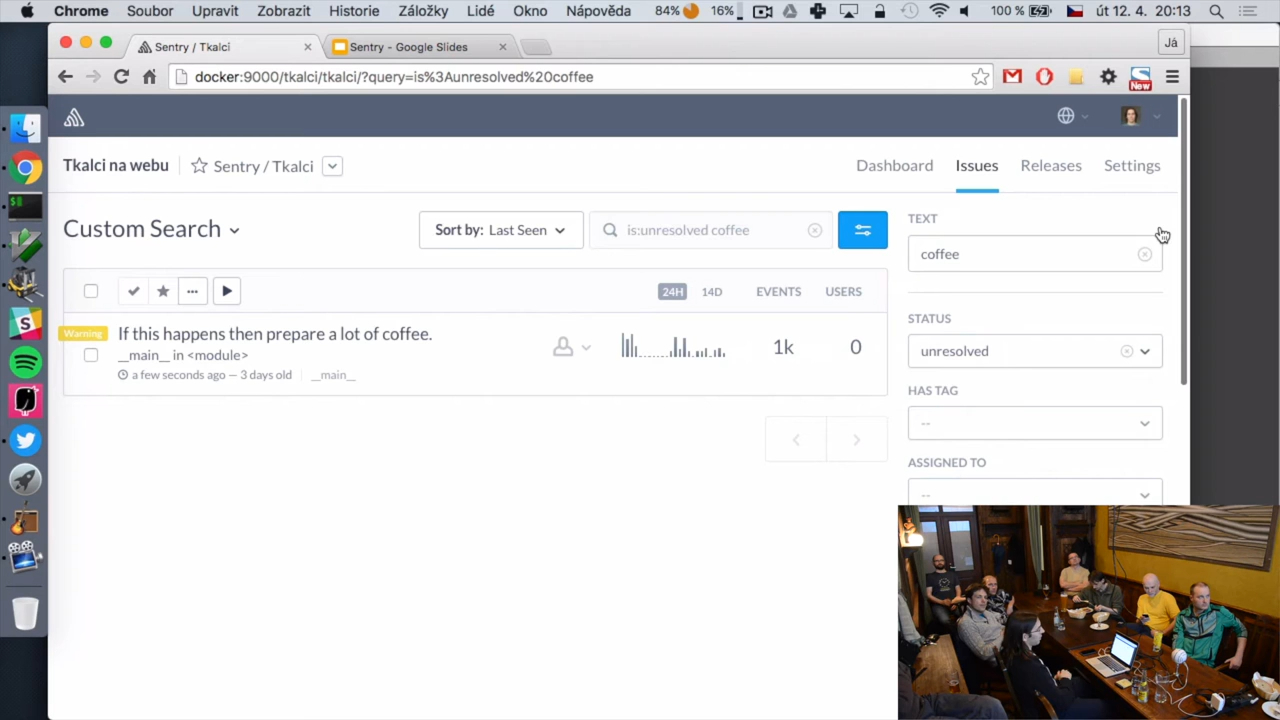 Chrome Soubor Upravit Zobrazit Historie Záložky Lidé Okno Nápověda 84% 16% 100 % út 12. 4. 20:13
Sentry / Tkalci
Sentry - Google Slides
Já
docker:9000/tkalci/tkalci/?query=is%3Aunresolved%20coffee
New
Tkalci na webu
Sentry / Tkalci
Dashboard Issues Releases Settings
Custom Search
Sort by: Last Seen
is:unresolved coffee
24H 14D EVENTS USERS
Warning
If this happens then prepare a lot of coffee.
__main__ in <module>
a few seconds ago — 3 days old
__main__
1k
0
TEXT
coffee
STATUS
unresolved
HAS TAG
--
ASSIGNED TO
--